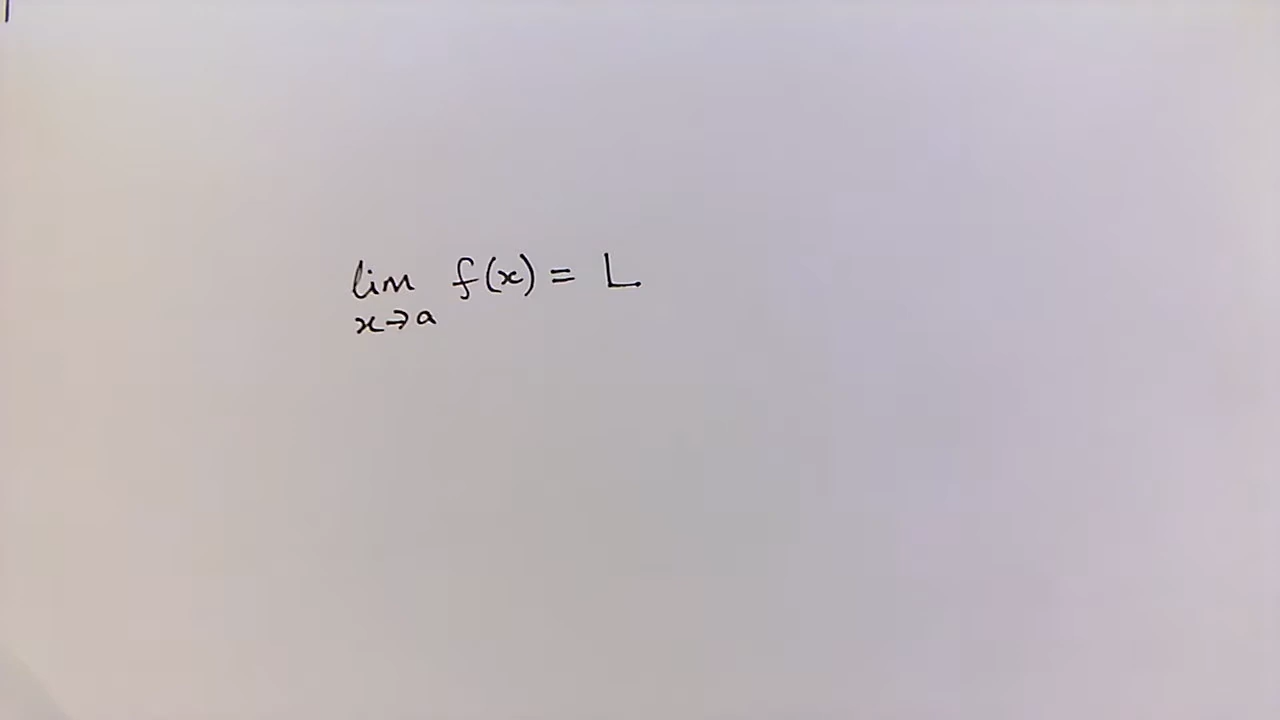 lim f(x) = L
x→a